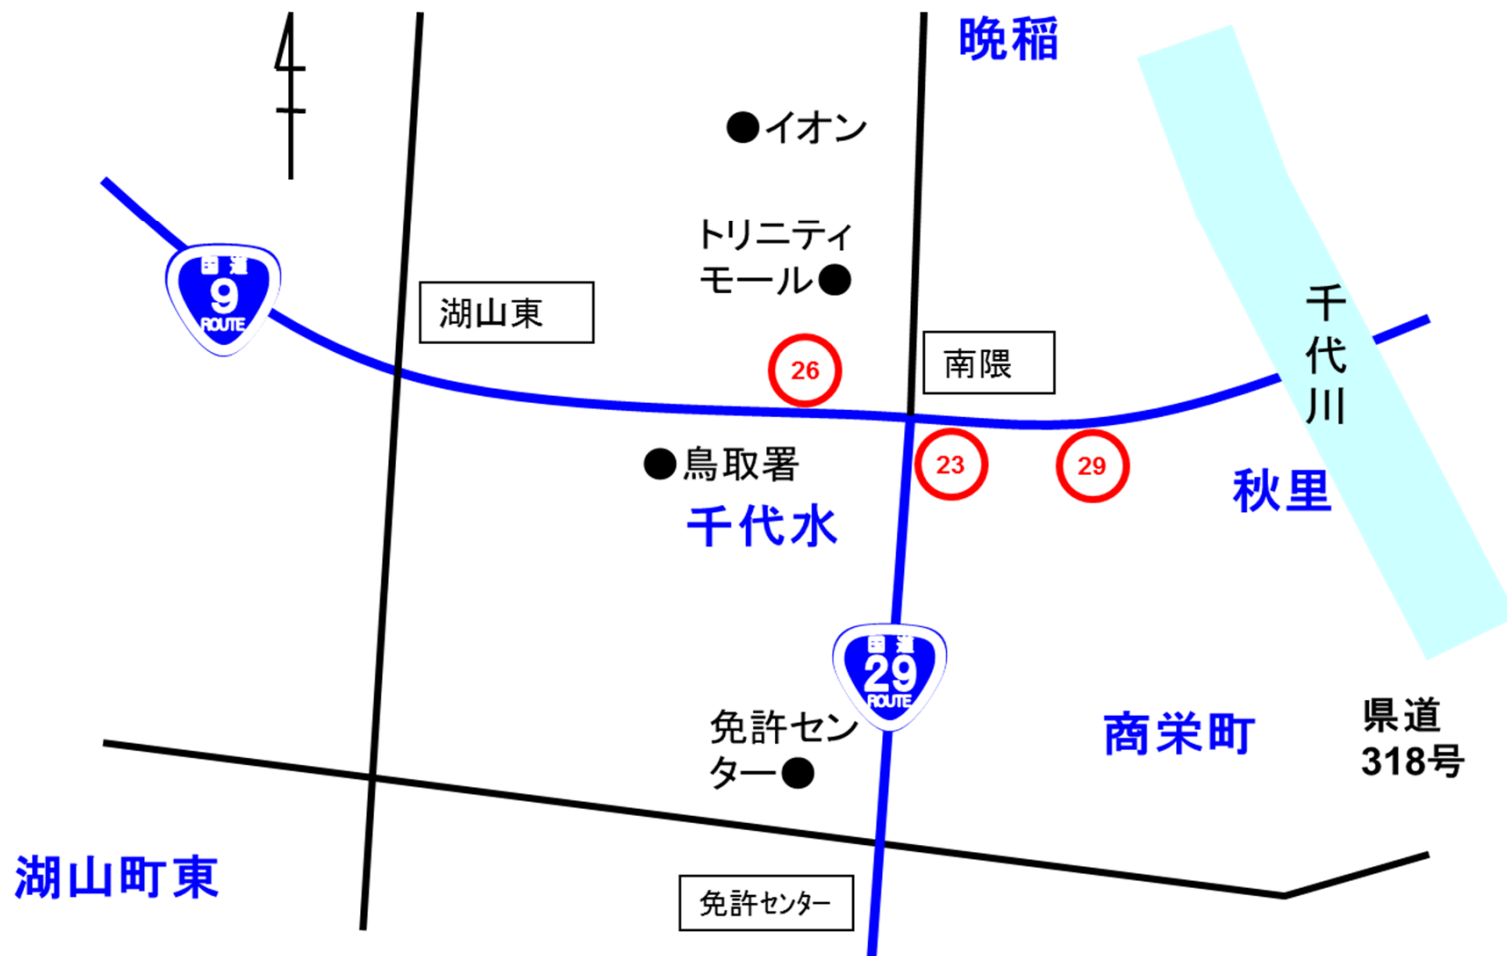 晩稲
●イオン
トリニティ
モール●
国道
9
ROUTE
湖山東
千代川
南隈
26
●鳥取署
23
29
秋里
千代水
国道
29
ROUTE
免許セン
ター●
商栄町
県道
318号
湖山町東
免許センター